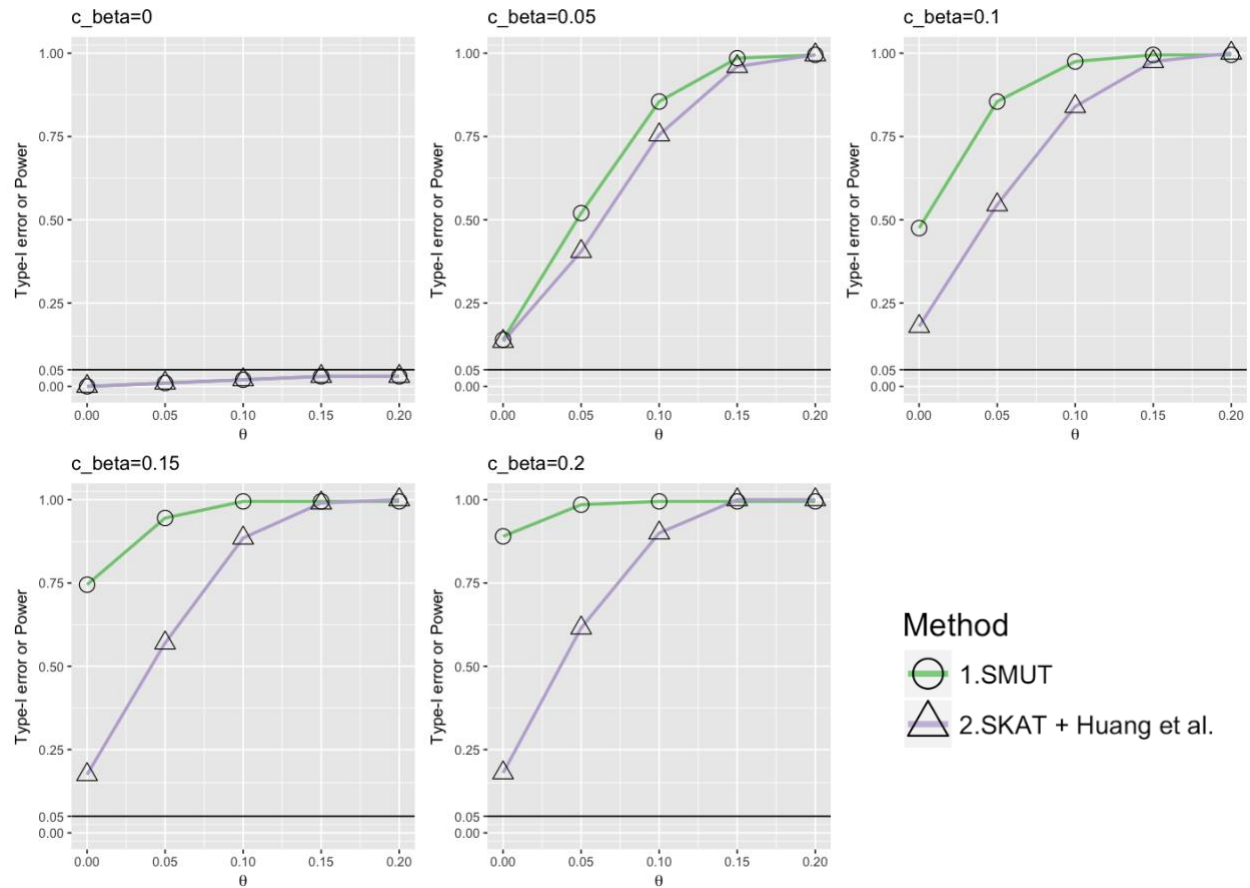 c_beta=0
c_beta=0.05
c_beta=0.1
Type-I error or Power
1.00
0.75
0.50
0.25
0.05
0.00
0.00 0.05 0.10 0.15 0.20
θ
Type-I error or Power
1.00
0.75
0.50
0.25
0.05
0.00
0.00 0.05 0.10 0.15 0.20
θ
Type-I error or Power
1.00
0.75
0.50
0.25
0.05
0.00
0.00 0.05 0.10 0.15 0.20
θ
c_beta=0.15
c_beta=0.2
Type-I error or Power
1.00
0.75
0.50
0.25
0.05
0.00
0.00 0.05 0.10 0.15 0.20
θ
Type-I error or Power
1.00
0.75
0.50
0.25
0.05
0.00
0.00 0.05 0.10 0.15 0.20
θ
Method
1.SMUT
2.SKAT + Huang et al.